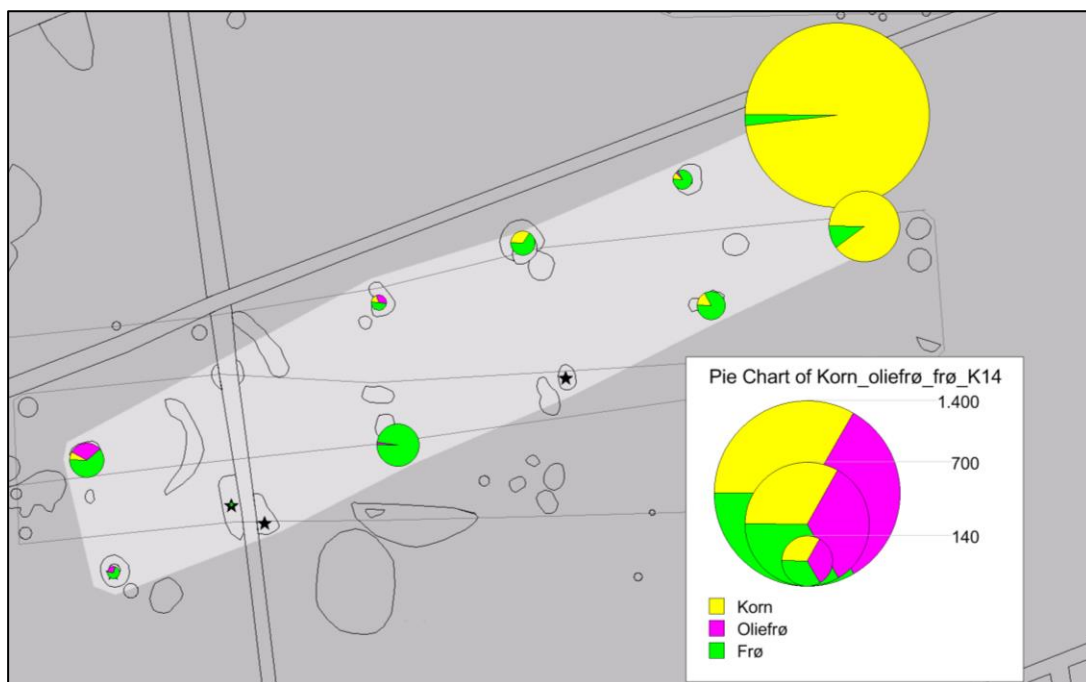 Pie Chart of Korn_oliefrø_frø_K14
1.400
700
140
Korn
Oliefrø
Frø